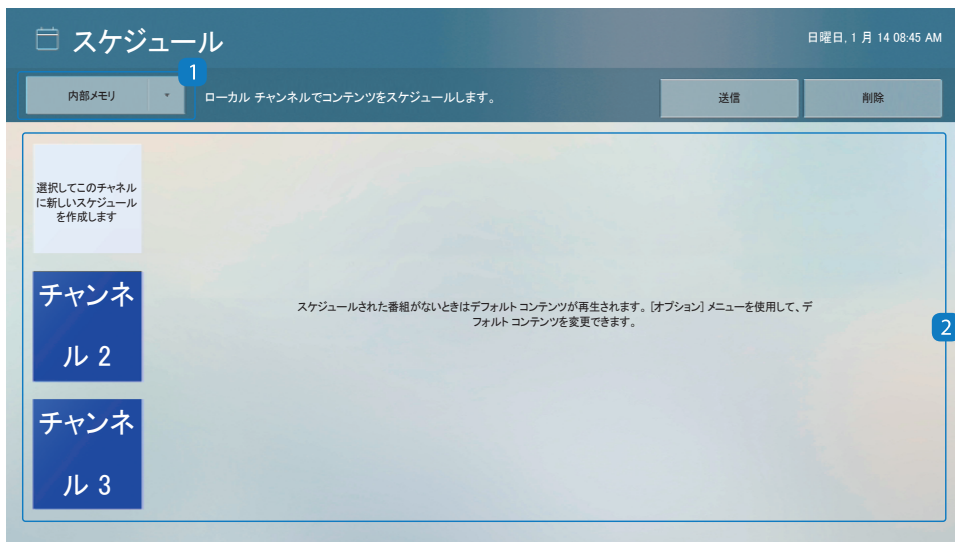 スケジュール
日曜日, 1 月 14 08:45 AM
1
内部メモリ
ローカル チャンネルでコンテンツをスケジュールします。
送信
削除
選択してこのチャネル
に新しいスケジュール
を作成します
スケジュールされた番組がないときはデフォルト コンテンツが再生されます。[オプション] メニューを使用して、デ
フォルト コンテンツを変更できます。
2
チャンネ
ル 2
チャンネ
ル 3